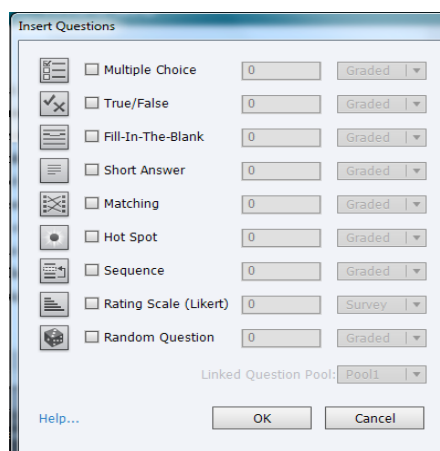 Insert Questions
Multiple Choice 0 Graded
True/False 0 Graded
Fill-In-The-Blank 0 Graded
Short Answer 0 Graded
Matching 0 Graded
Hot Spot 0 Graded
Sequence 0 Graded
Rating Scale (Likert) 0 Survey
Random Question 0 Graded
Linked Question Pool: Pool1
Help... OK Cancel